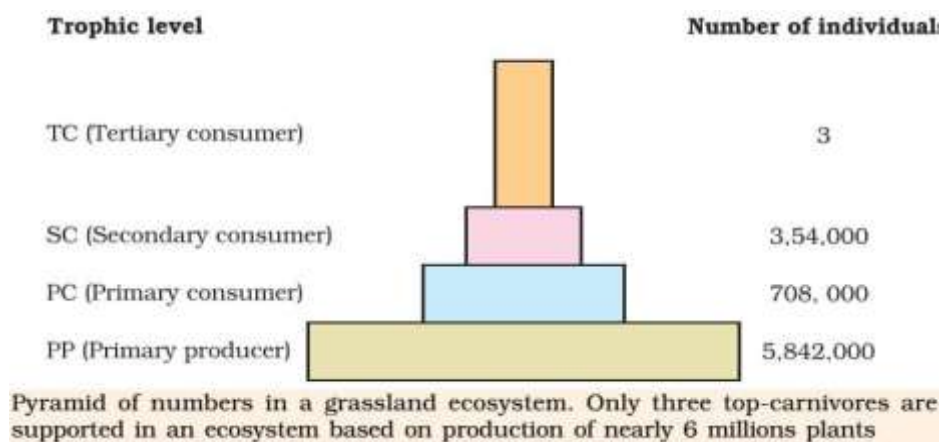 Trophic level Number of individuals
TC (Tertiary consumer) 3
SC (Secondary consumer) 3,54,000
PC (Primary consumer) 708, 000
PP (Primary producer) 5,842,000
Pyramid of numbers in a grassland ecosystem. Only three top-carnivores are
supported in an ecosystem based on production of nearly 6 millions plants